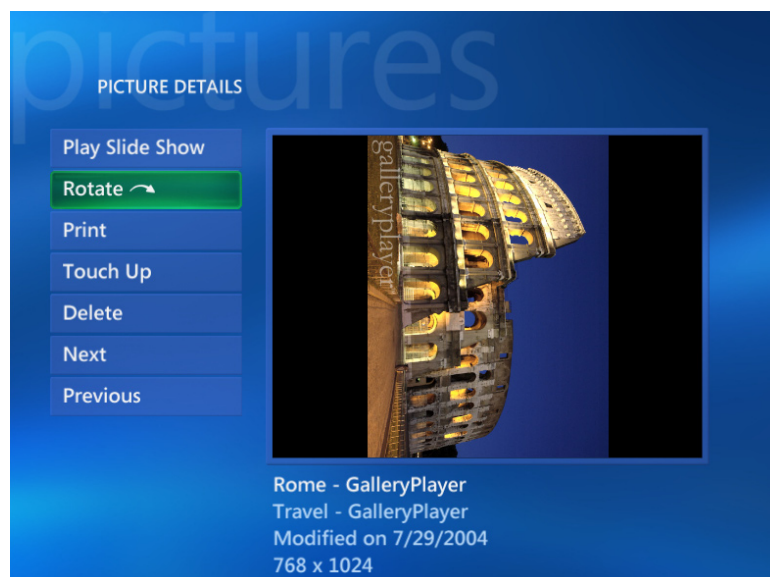 pictures
PICTURE DETAILS
Play Slide Show
Rotate
Print
Touch Up
Delete
Next
Previous
galleryplayer
Rome - GalleryPlayer
Travel - GalleryPlayer
Modified on 7/29/2004
768 x 1024